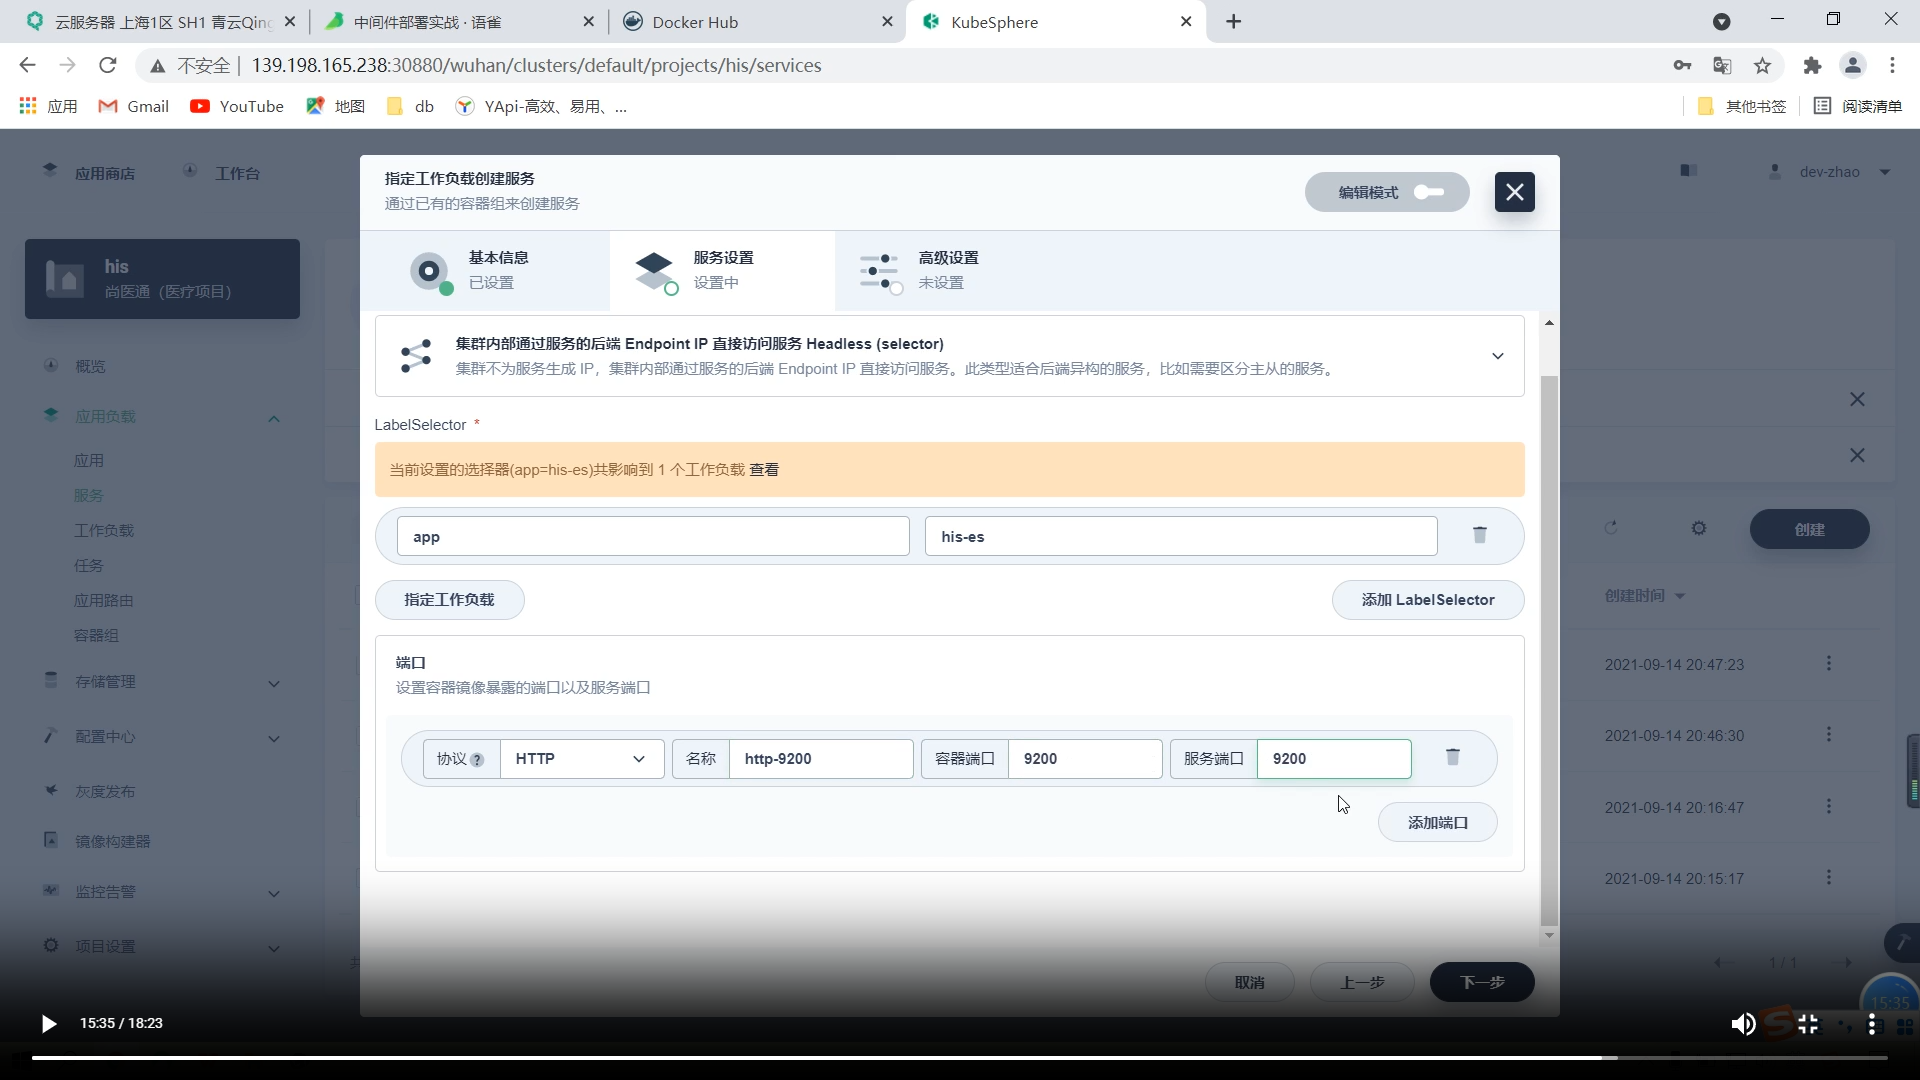 云服务器 上海1区 SH1 青云Qing
中间件部署实战 · 语雀
Docker Hub
KubeSphere
不安全
139.198.165.238:30880/wuhan/clusters/default/projects/his/services
应用
Gmail
YouTube
地图
db
YApi-高效、易用、...
其他书签
阅读清单
应用商店
工作台
dev-zhao
his
尚医通（医疗项目）
概览
应用负载
应用
服务
工作负载
任务
应用路由
容器组
存储管理
配置中心
灰度发布
镜像构建器
监控告警
项目设置
指定工作负载创建服务
通过已有的容器组来创建服务
编辑模式
基本信息
已设置
服务设置
设置中
高级设置
未设置
集群内部通过服务的后端 Endpoint IP 直接访问服务 Headless (selector)
集群不为服务生成 IP，集群内部通过服务的后端 Endpoint IP 直接访问服务。此类型适合后端异构的服务，比如需要区分主从的服务。
LabelSelector *
当前设置的选择器(app=his-es)共影响到 1 个工作负载 查看
app
his-es
指定工作负载
添加 LabelSelector
端口
设置容器镜像暴露的端口以及服务端口
协议
HTTP
名称
http-9200
容器端口
9200
服务端口
9200
添加端口
取消
上一步
下一步
创建
创建时间
2021-09-14 20:47:23
2021-09-14 20:46:30
2021-09-14 20:16:47
2021-09-14 20:15:17
1 / 1
15:35
15:35 / 18:23